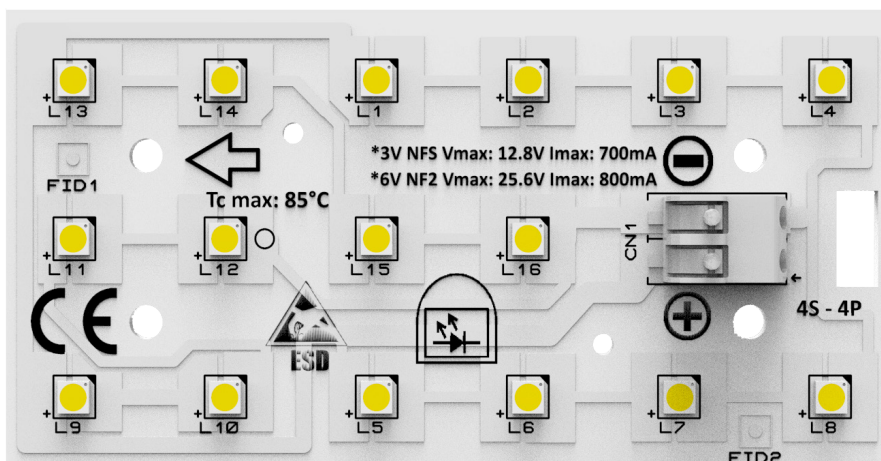 L13
L14
L1
L2
L3
L4
FID1
*3V NFS Vmax: 12.8V Imax: 700mA
*6V NF2 Vmax: 25.6V Imax: 800mA
Tc max: 85°C
L11
L12
L15
L16
CN1
CE
ESD
4S - 4P
L9
L10
L5
L6
L7
L8
FID2